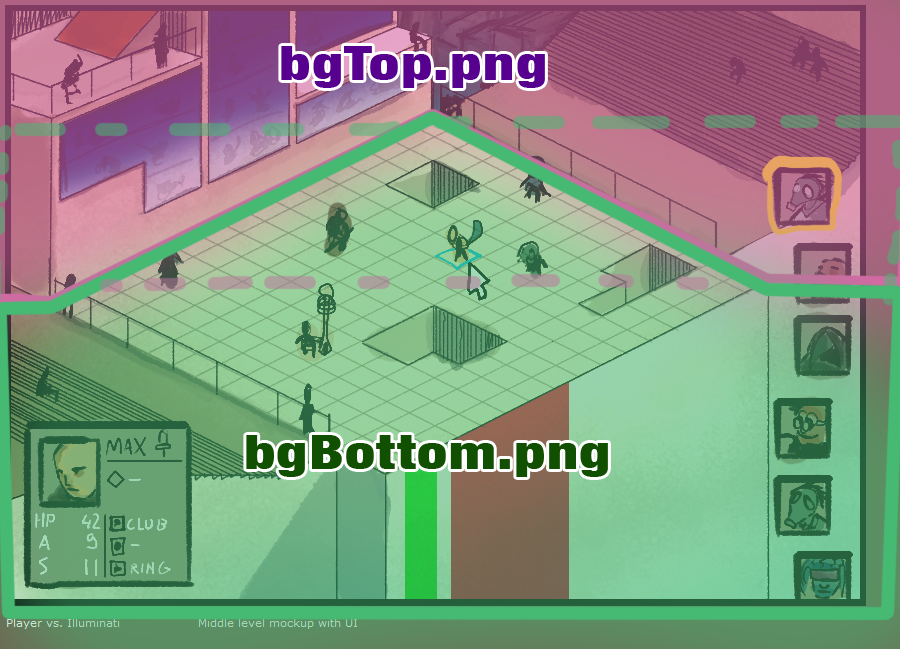 bgTop.png
bgBottom.png
MAX
-
HP 42 CLUB
A 9 -
S 11 RING
Player vs. Illuminati Middle level mockup with UI